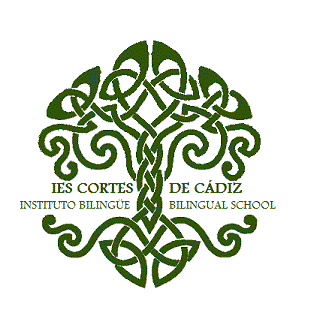 IES CORTES DE CÁDIZ
INSTITUTO BILINGÜE BILINGUAL SCHOOL